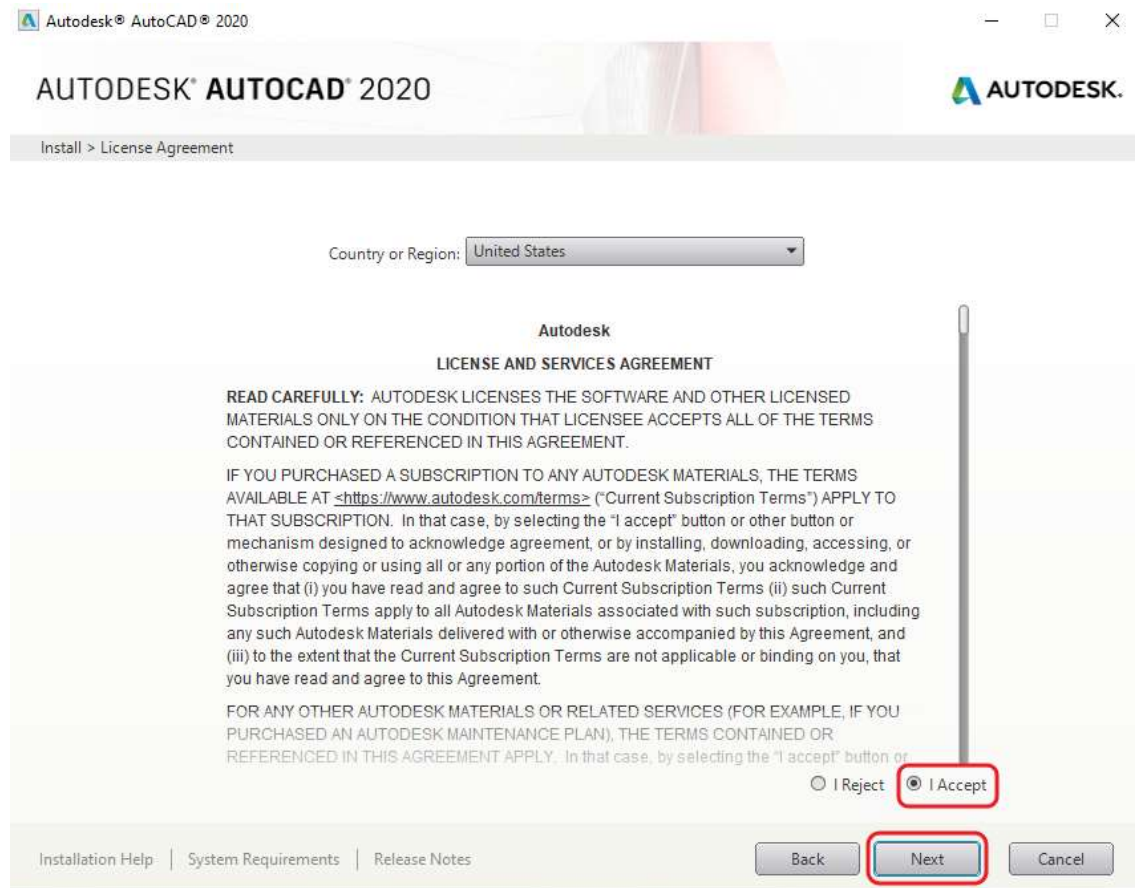 Autodesk® AutoCAD® 2020
AUTODESK® AUTOCAD® 2020
AUTODESK.
Install > License Agreement
Country or Region: United States
Autodesk
LICENSE AND SERVICES AGREEMENT
READ CAREFULLY: AUTODESK LICENSES THE SOFTWARE AND OTHER LICENSED
MATERIALS ONLY ON THE CONDITION THAT LICENSEE ACCEPTS ALL OF THE TERMS
CONTAINED OR REFERENCED IN THIS AGREEMENT.
IF YOU PURCHASED A SUBSCRIPTION TO ANY AUTODESK MATERIALS, THE TERMS
AVAILABLE AT <https://www.autodesk.com/terms> (“Current Subscription Terms”) APPLY TO
THAT SUBSCRIPTION. In that case, by selecting the “I accept” button or other button or
mechanism designed to acknowledge agreement, or by installing, downloading, accessing, or
otherwise copying or using all or any portion of the Autodesk Materials, you acknowledge and
agree that (i) you have read and agree to such Current Subscription Terms (ii) such Current
Subscription Terms apply to all Autodesk Materials associated with such subscription, including
any such Autodesk Materials delivered with or otherwise accompanied by this Agreement, and
(iii) to the extent that the Current Subscription Terms are not applicable or binding on you, that
you have read and agree to this Agreement.
FOR ANY OTHER AUTODESK MATERIALS OR RELATED SERVICES (FOR EXAMPLE, IF YOU
PURCHASED AN AUTODESK MAINTENANCE PLAN), THE TERMS CONTAINED OR
REFERENCED IN THIS AGREEMENT APPLY. In that case, by selecting the “I accept” button or
I Reject I Accept
Installation Help | System Requirements | Release Notes Back Next Cancel